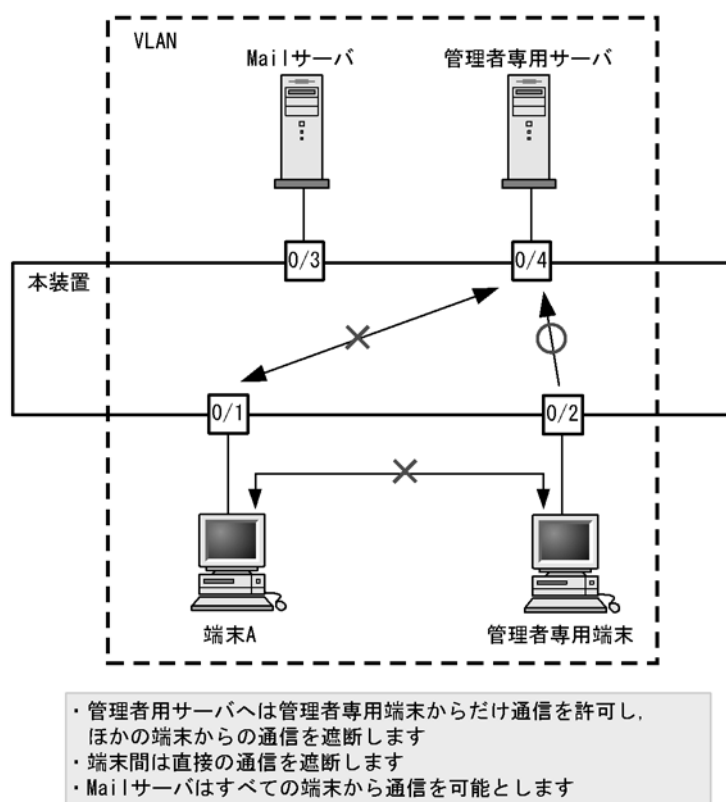 VLAN
Mailサーバ
管理者専用サーバ
0/3
0/4
本装置
0/1
0/2
端末A
管理者専用端末
・管理者用サーバへは管理者専用端末からだけ通信を許可し,
ほかの端末からの通信を遮断します
・端末間は直接の通信を遮断します
・Mailサーバはすべての端末から通信を可能とします